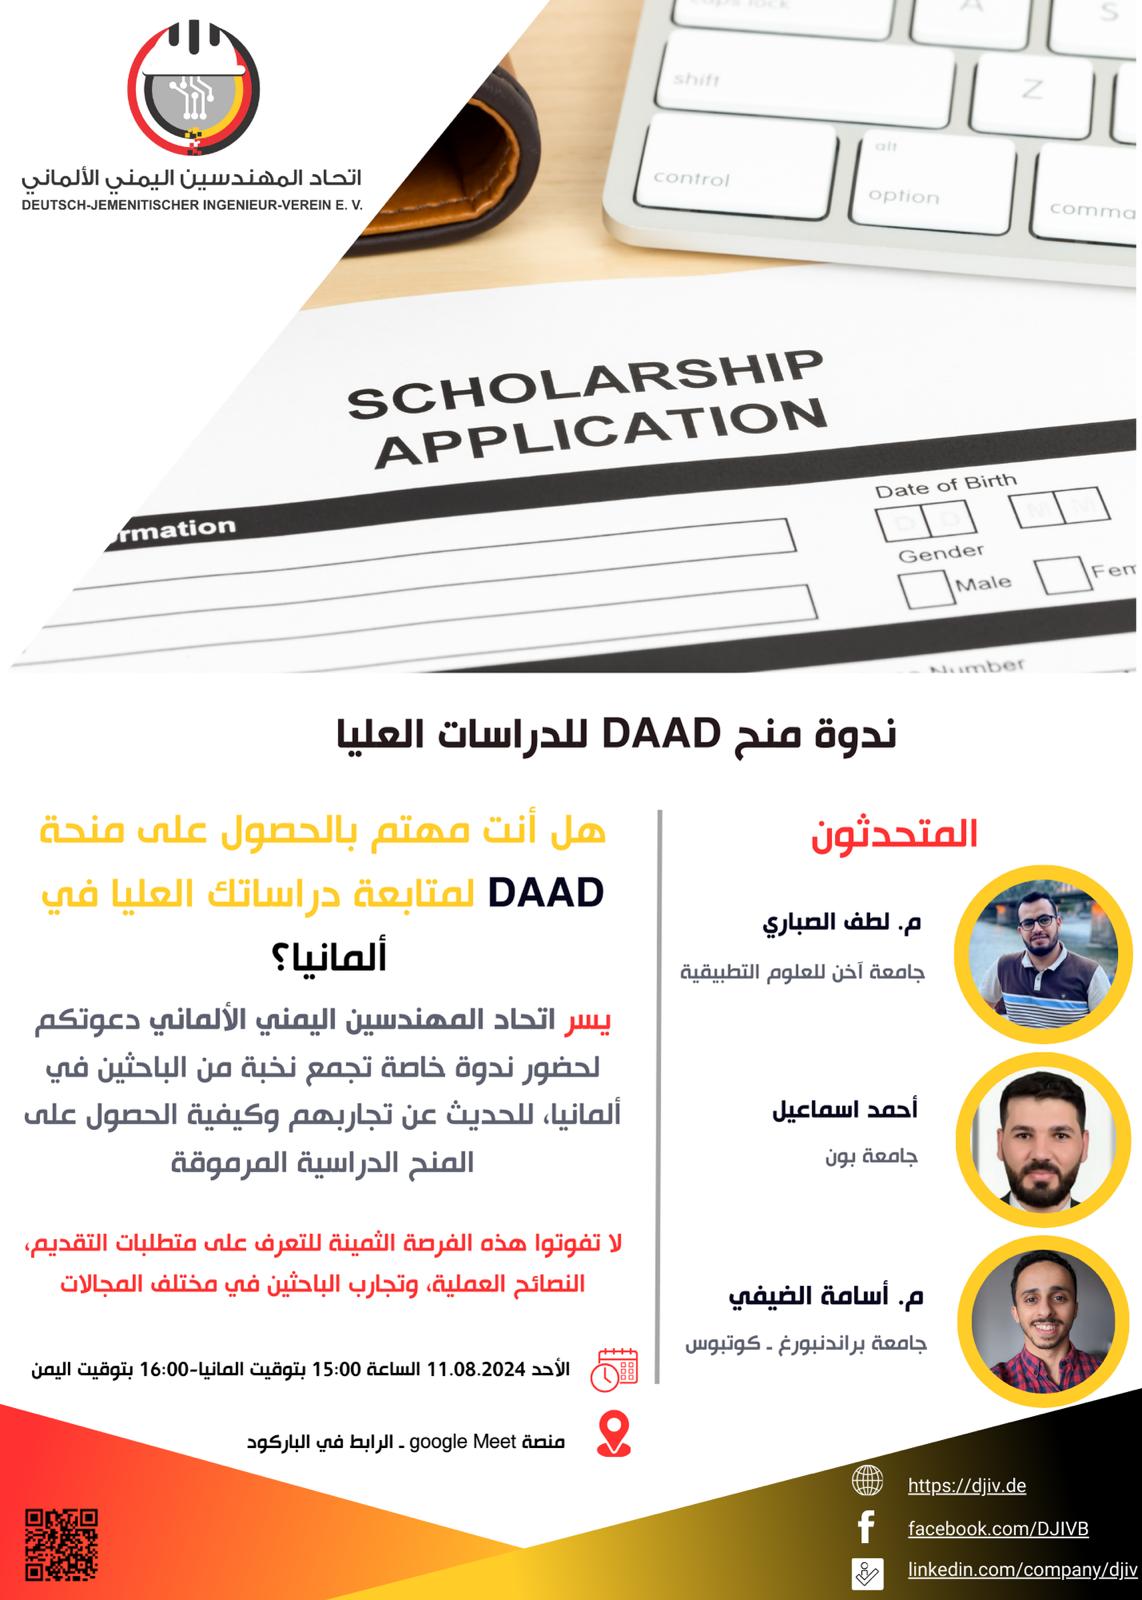 اتحاد المهندسين اليمني الألماني
DEUTSCH-JEMENITISCHER INGENIEUR-VEREIN E. V.
caps lock
A
S
shift
Z
control
alt
option
comma
SCHOLARSHIP
APPLICATION
rmation
Date of Birth
D D M M
Gender
Male
Fem
Number
ندوة منح DAAD للدراسات العليا
المتحدثون
م. لطف الصباري
جامعة آخن للعلوم التطبيقية
أحمد اسماعيل
جامعة بون
م. أسامة الضيفي
جامعة براندنبورغ - كوتبوس
هل أنت مهتم بالحصول على منحة
DAAD لمتابعة دراساتك العليا في
ألمانيا؟
يسر اتحاد المهندسين اليمني الألماني دعوتكم
لحضور ندوة خاصة تجمع نخبة من الباحثين في
ألمانيا، للحديث عن تجاربهم وكيفية الحصول على
المنح الدراسية المرموقة
لا تفوتوا هذه الفرصة الثمينة للتعرف على متطلبات التقديم،
النصائح العملية، وتجارب الباحثين في مختلف المجالات
الأحد 11.08.2024 الساعة 15:00 بتوقيت المانيا-16:00 بتوقيت اليمن
منصة google Meet - الرابط في الباركود
https://djiv.de
facebook.com/DJIVB
linkedin.com/company/djiv